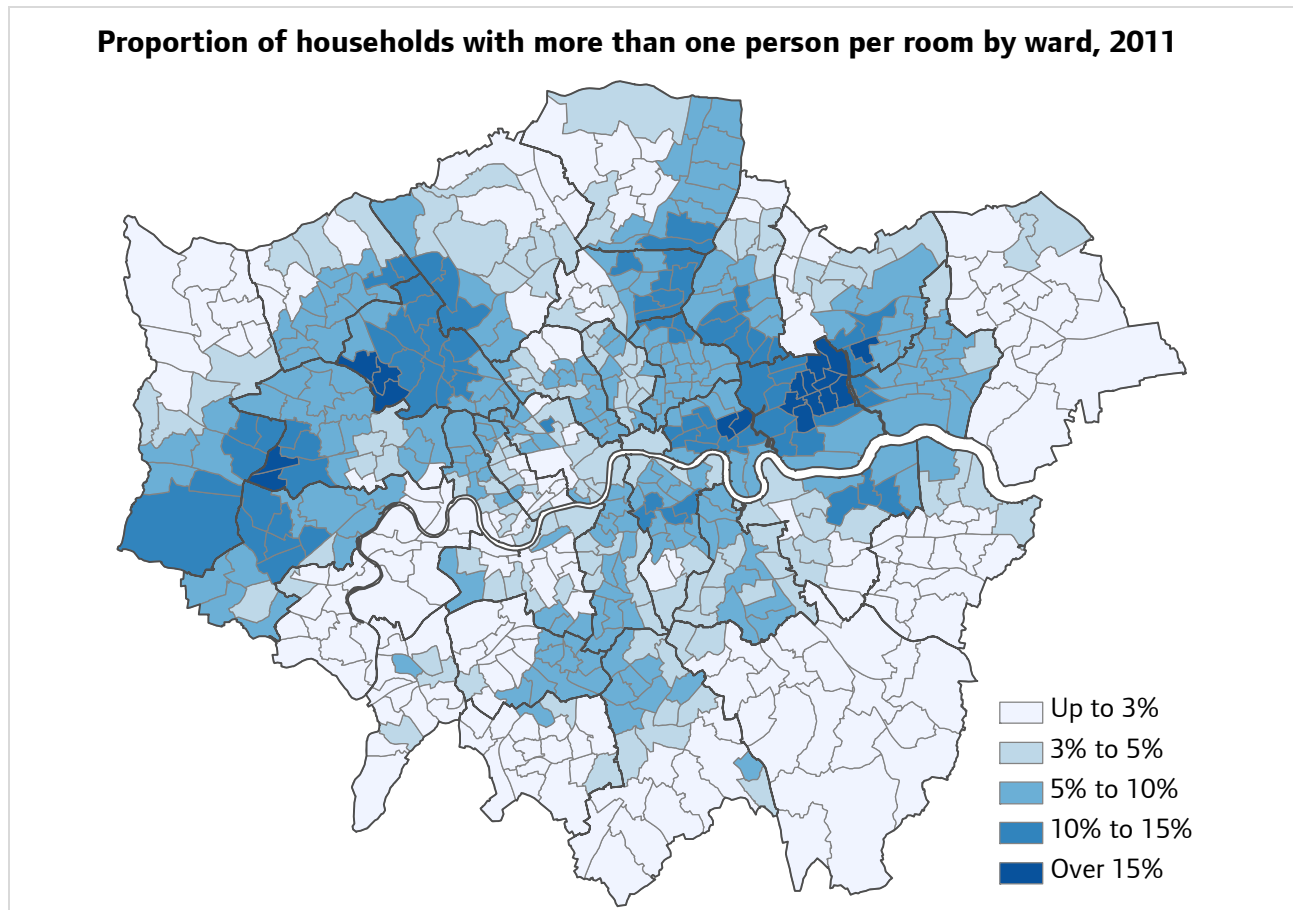 Proportion of households with more than one person per room by ward, 2011
Up to 3%
3% to 5%
5% to 10%
10% to 15%
Over 15%